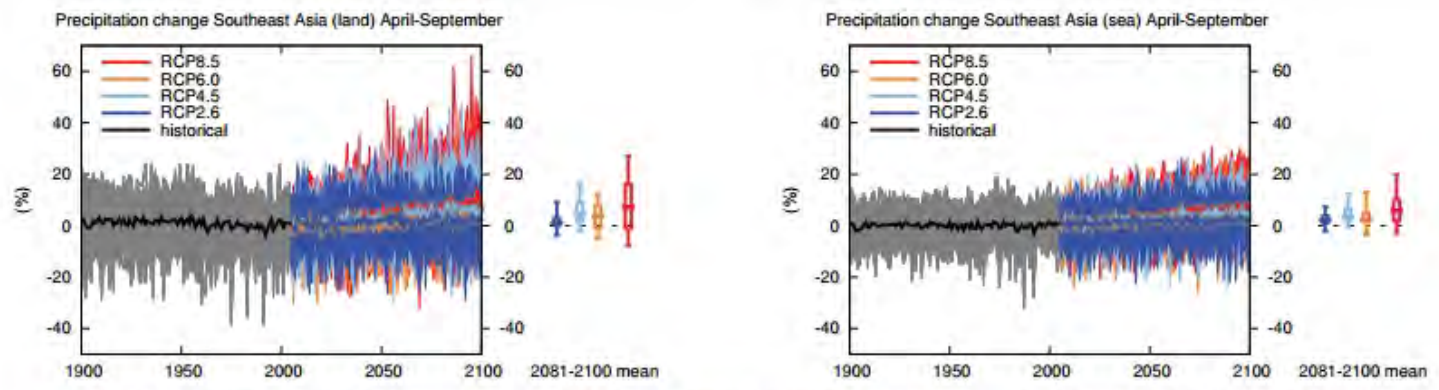 Precipitation change Southeast Asia (land) April-September
60
40
20
0
-20
-40
(%)
RCP8.5
RCP6.0
RCP4.5
RCP2.6
historical
60
40
20
0
-20
-40
1900 1950 2000 2050 2100 2081-2100 mean
Precipitation change Southeast Asia (sea) April-September
60
40
20
0
-20
-40
(%)
RCP8.5
RCP6.0
RCP4.5
RCP2.6
historical
60
40
20
0
-20
-40
1900 1950 2000 2050 2100 2081-2100 mean